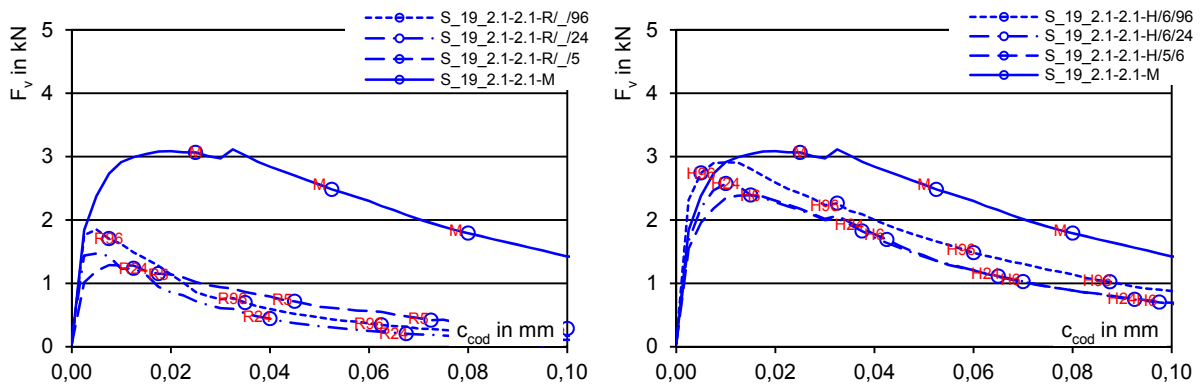 F_v in kN
5
4
3
2
1
0
0,00
0,02
0,04
0,06
0,08
0,10
c_cod in mm
S_19_2.1-2.1-R/_/96
S_19_2.1-2.1-R/_/24
S_19_2.1-2.1-R/_/5
S_19_2.1-2.1-M
M
M
M
R96
R24
R5
R96
R5
R24
R96
R5
R24
F_v in kN
5
4
3
2
1
0
0,00
0,02
0,04
0,06
0,08
0,10
c_cod in mm
S_19_2.1-2.1-H/6/96
S_19_2.1-2.1-H/6/24
S_19_2.1-2.1-H/5/6
S_19_2.1-2.1-M
M
M
M
H96
H24
H6
H96
H24
H6
H96
H24
H6
H96
H24
H6